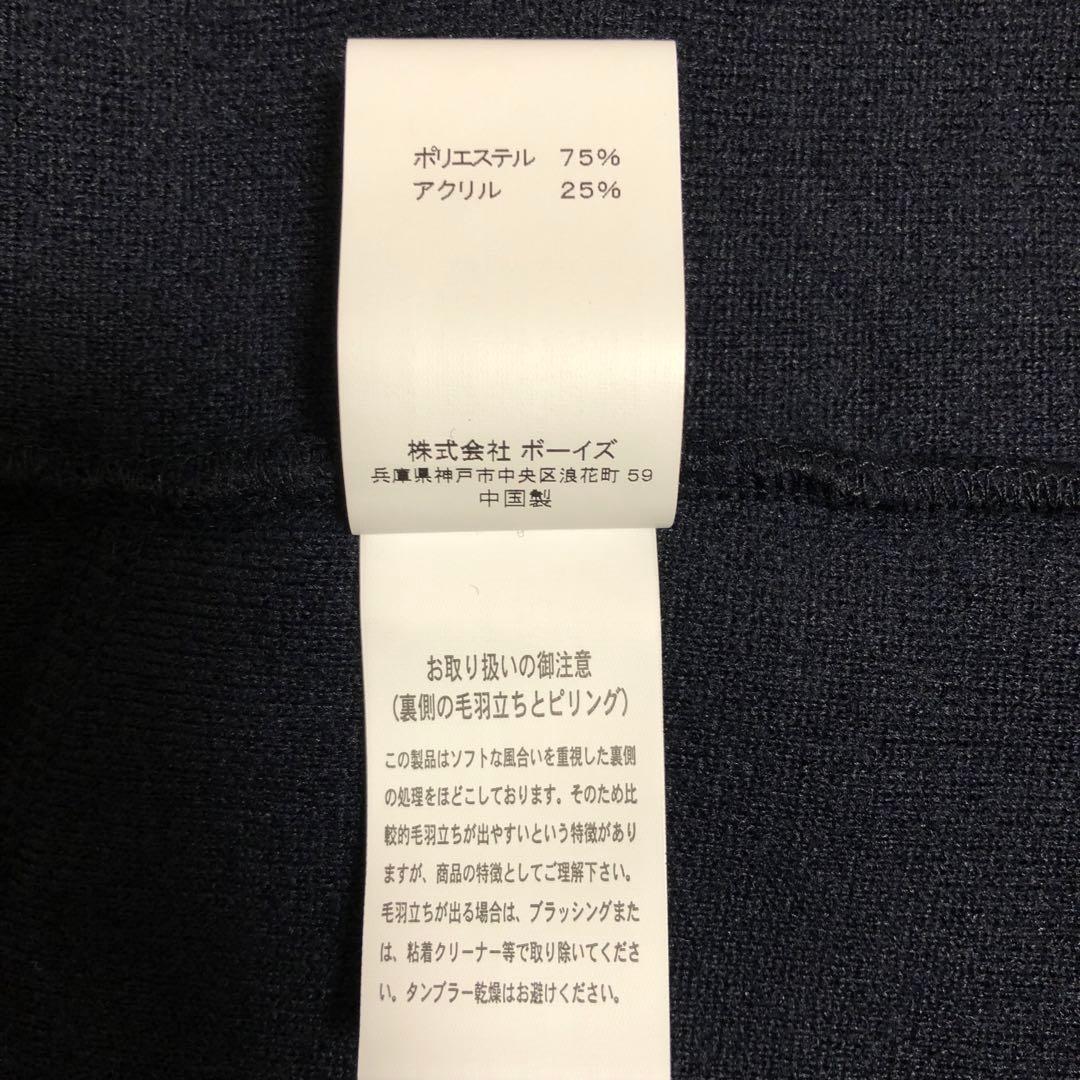 ポリエステル 75%
アクリル 25%
株式会社 ボーイズ
兵庫県神戸市中央区浪花町 59
中国製
お取り扱いの御注意
(裏側の毛羽立ちとピリング)
この製品はソフトな風合いを重視した裏側
の処理をほどこしております。そのため比
較的毛羽立ちが出やすいという特徴があり
ますが、商品の特徴としてご理解下さい。
毛羽立ちが出る場合は、ブラッシングまた
は、粘着クリーナー等で取り除いてくださ
い。タンブラー乾燥はお避けください。